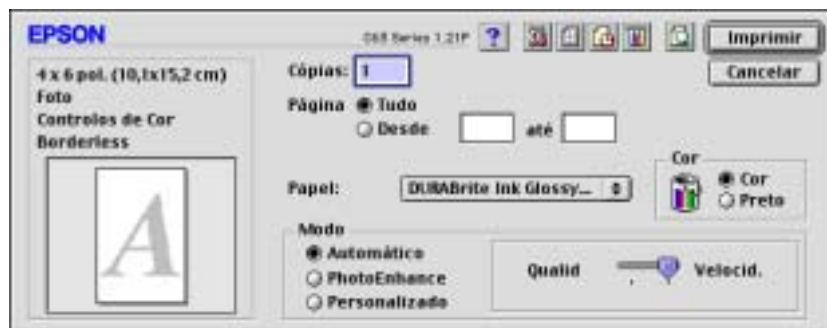 EPSON
C68 Series 1.21P
?
Imprimir
Cancelar
4 x 6 pol. (10,1x15,2 cm)
Foto
Controlos de Cor
Borderless
A
Cópias: 1
Página Tudo
Desde até
Papel: DURABrite Ink Glossy...
Cor
Cor
Preto
Modo
Automático
PhotoEnhance
Personalizado
Qualid Velocid.